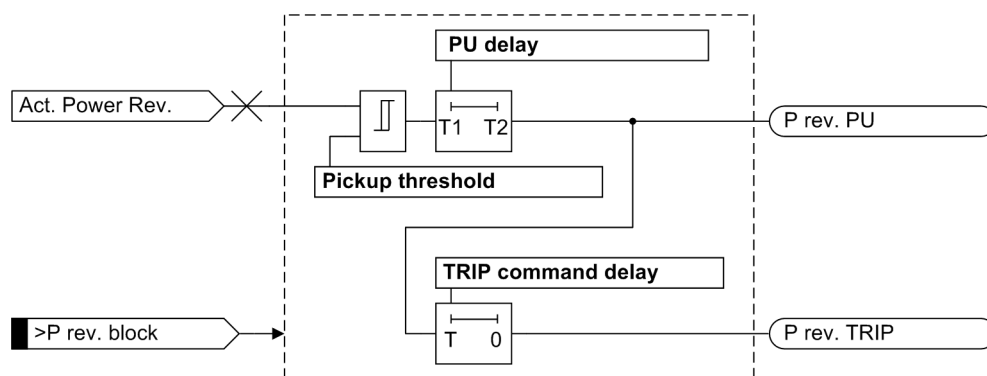 PU delay
Act. Power Rev.
T1 T2
P rev. PU
Pickup threshold
TRIP command delay
>P rev. block
T 0
P rev. TRIP